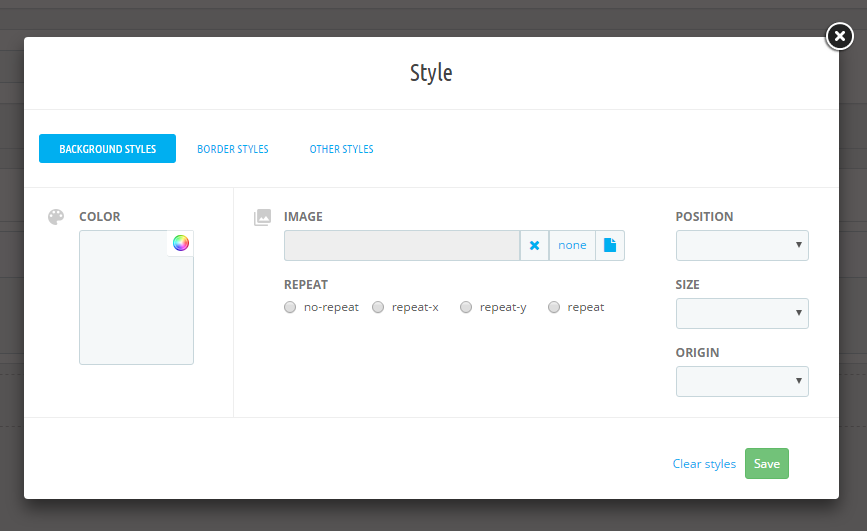 Style
BACKGROUND STYLES
BORDER STYLES
OTHER STYLES
COLOR
IMAGE
none
REPEAT
no-repeat
repeat-x
repeat-y
repeat
POSITION
SIZE
ORIGIN
Clear styles
Save